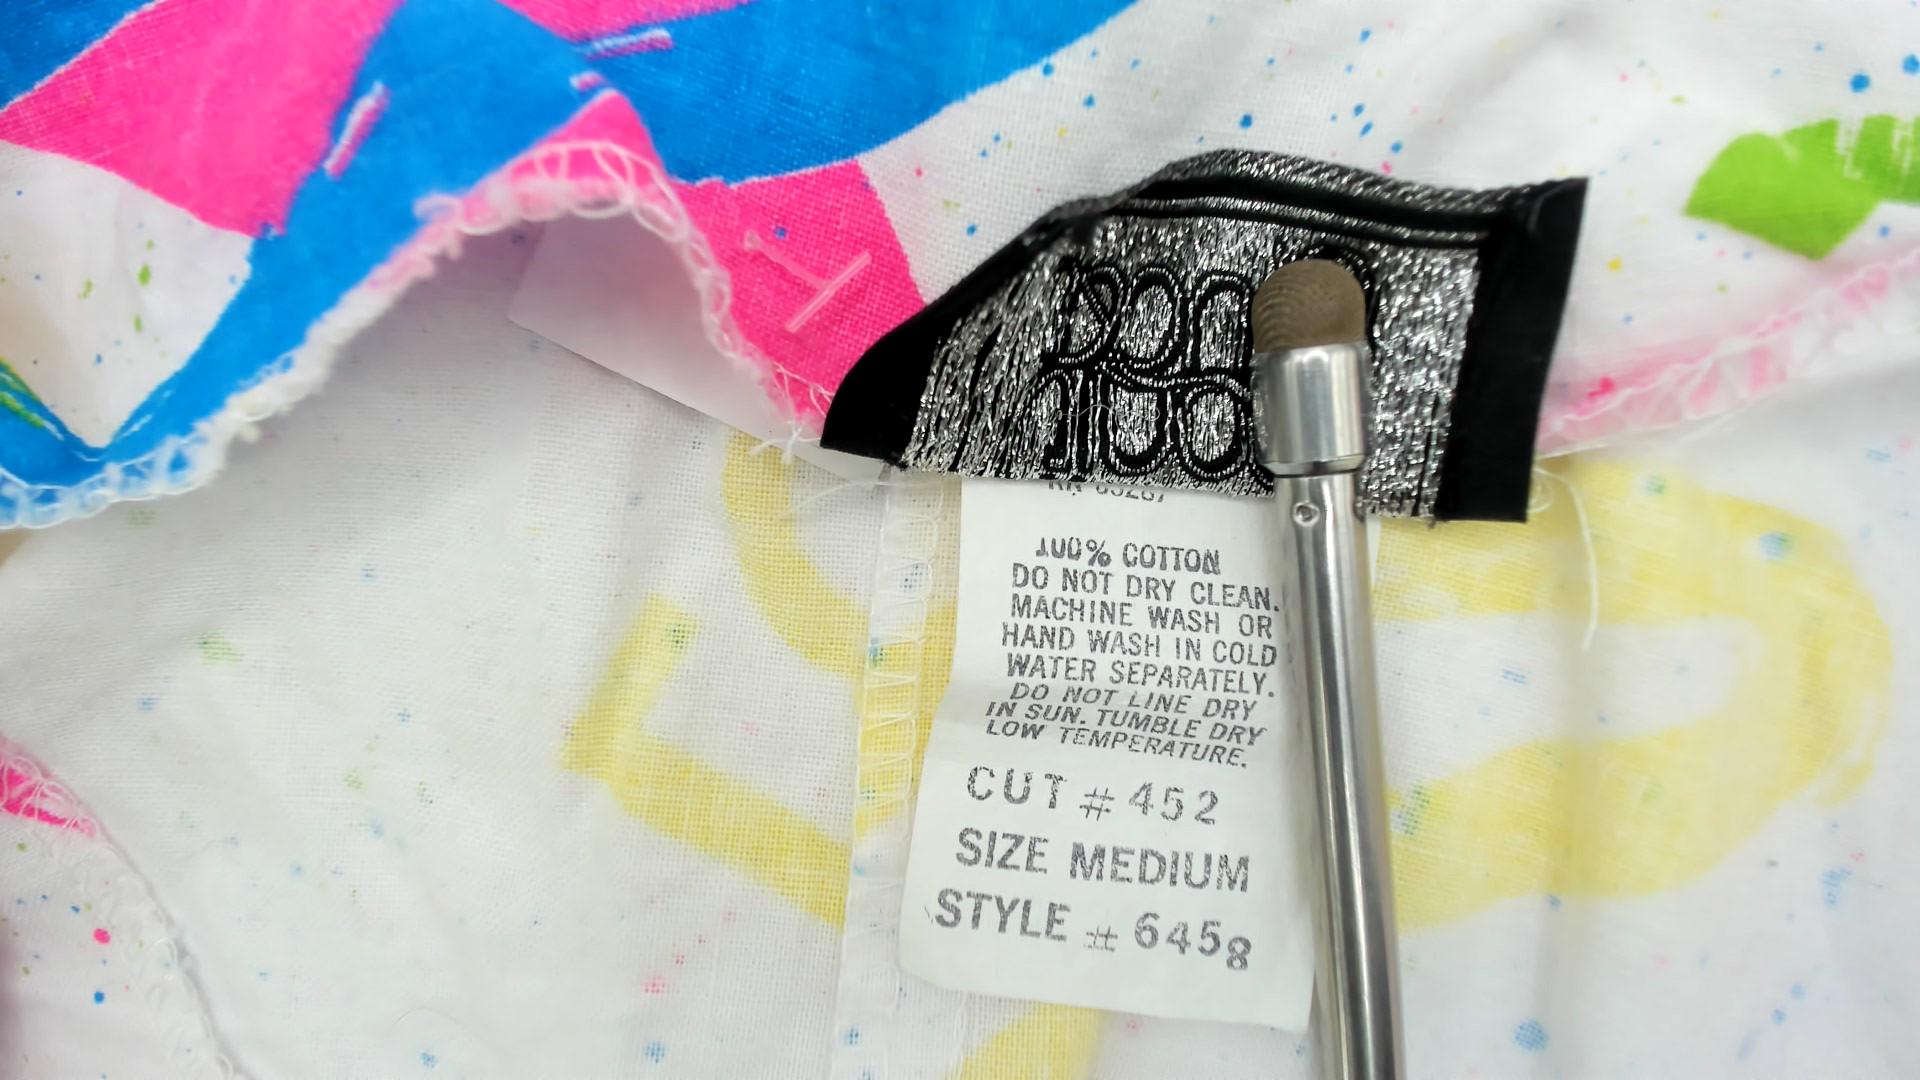 100% COTTON
DO NOT DRY CLEAN.
MACHINE WASH OR
HAND WASH IN COLD
WATER SEPARATELY.
DO NOT LINE DRY
IN SUN. TUMBLE DRY
LOW TEMPERATURE.
CUT # 452
SIZE MEDIUM
STYLE # 6458